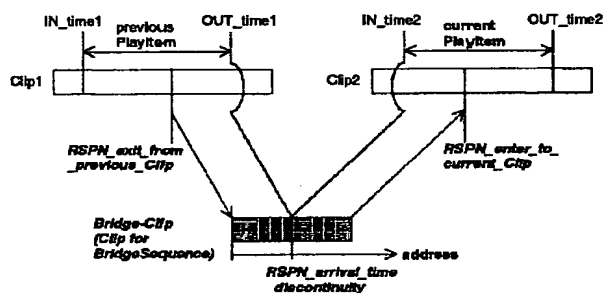 IN_time1
previous
PlayItem
OUT_time1
IN_time2
current
PlayItem
OUT_time2
Clip1
Clip2
RSPN_exit_from
_previous_Clip
RSPN_enter_to_
current_Clip
Bridge-Clip
(Clip for
BridgeSequence)
address
RSPN_arrival_time
discontinuity